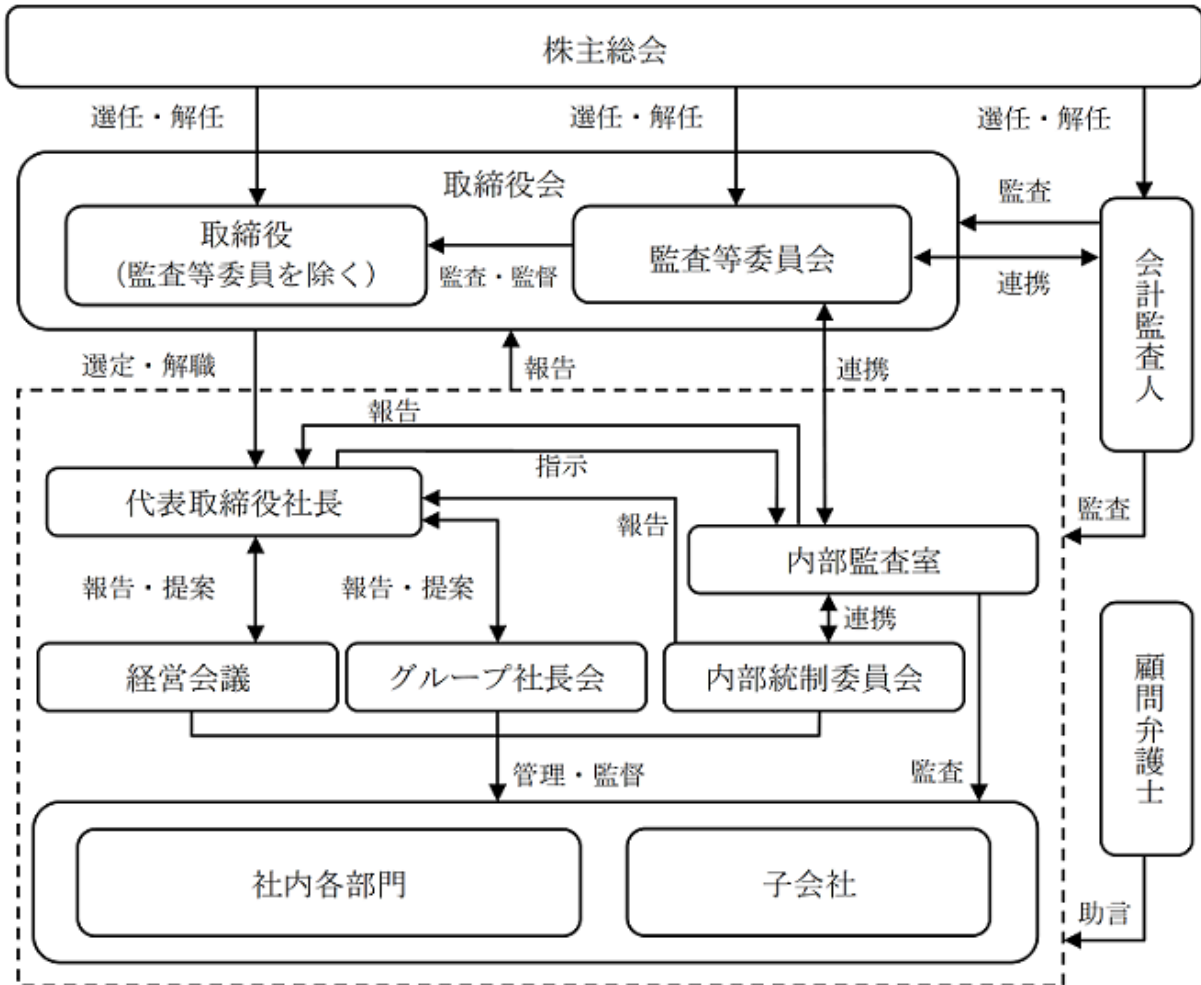 株主総会
選任・解任
選任・解任
選任・解任
取締役会
取締役
(監査等委員を除く)
監査・監督
監査等委員会
監査
連携
会計監査人
選定・解職
報告
連携
報告
指示
代表取締役社長
報告
内部監査室
監査
報告・提案
報告・提案
連携
経営会議
グループ社長会
内部統制委員会
顧問弁護士
管理・監督
監査
社内各部門
子会社
助言